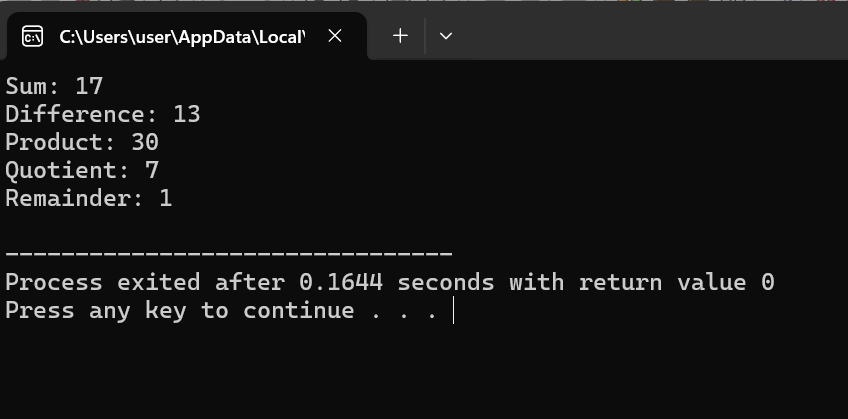 C:\Users\user\AppData\Local\
Sum: 17
Difference: 13
Product: 30
Quotient: 7
Remainder: 1
--------------------------------
Process exited after 0.1644 seconds with return value 0
Press any key to continue . . .